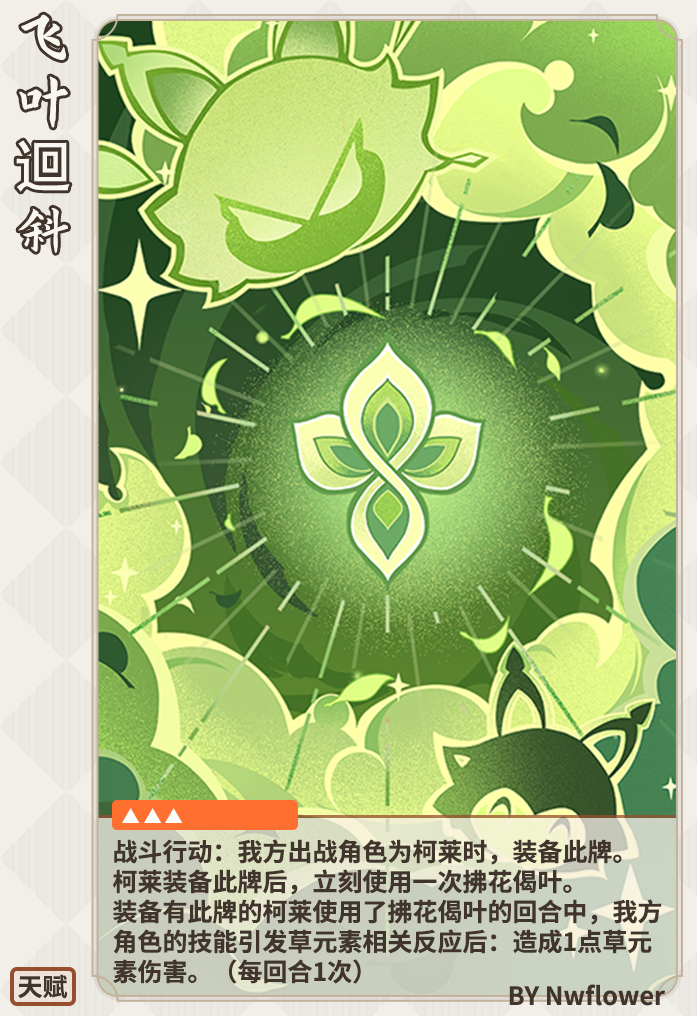 飞叶迴斜
战斗行动：我方出战角色为柯莱时，装备此牌。
柯莱装备此牌后，立刻使用一次拂花偈叶。
装备有此牌的柯莱使用了拂花偈叶的回合中，我方
角色的技能引发草元素相关反应后：造成1点草元
素伤害。（每回合1次）
天赋
BY Nwflower